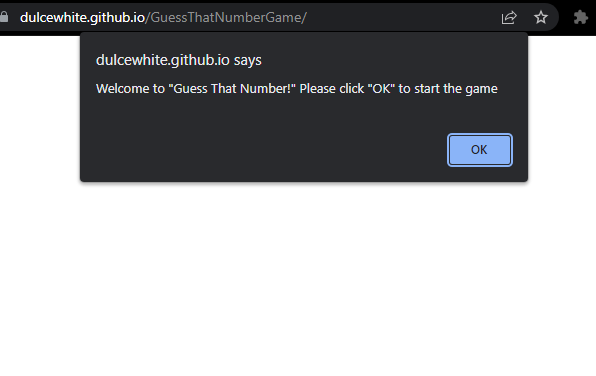 dulcewhite.github.io/GuessThatNumberGame/
dulcewhite.github.io says
Welcome to "Guess That Number!" Please click "OK" to start the game
OK